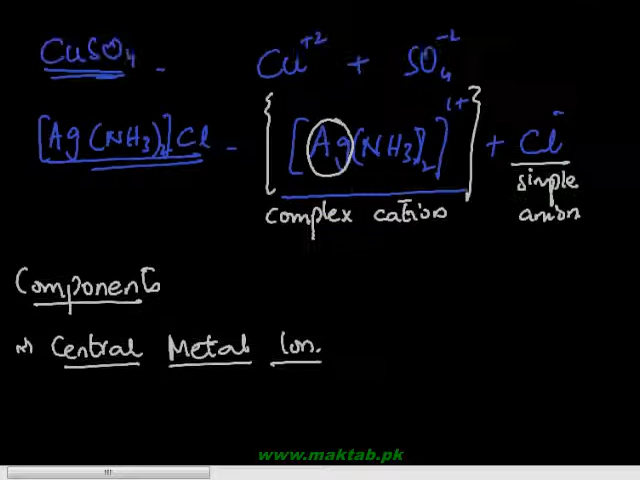 CuSO4 - Cu+2 + SO4-2
[Ag(NH3)2]Cl - {[Ag(NH3)2]1+} + Cl-
complex cation simple anion
Components
Central Metal Ion.
www.maktab.pk